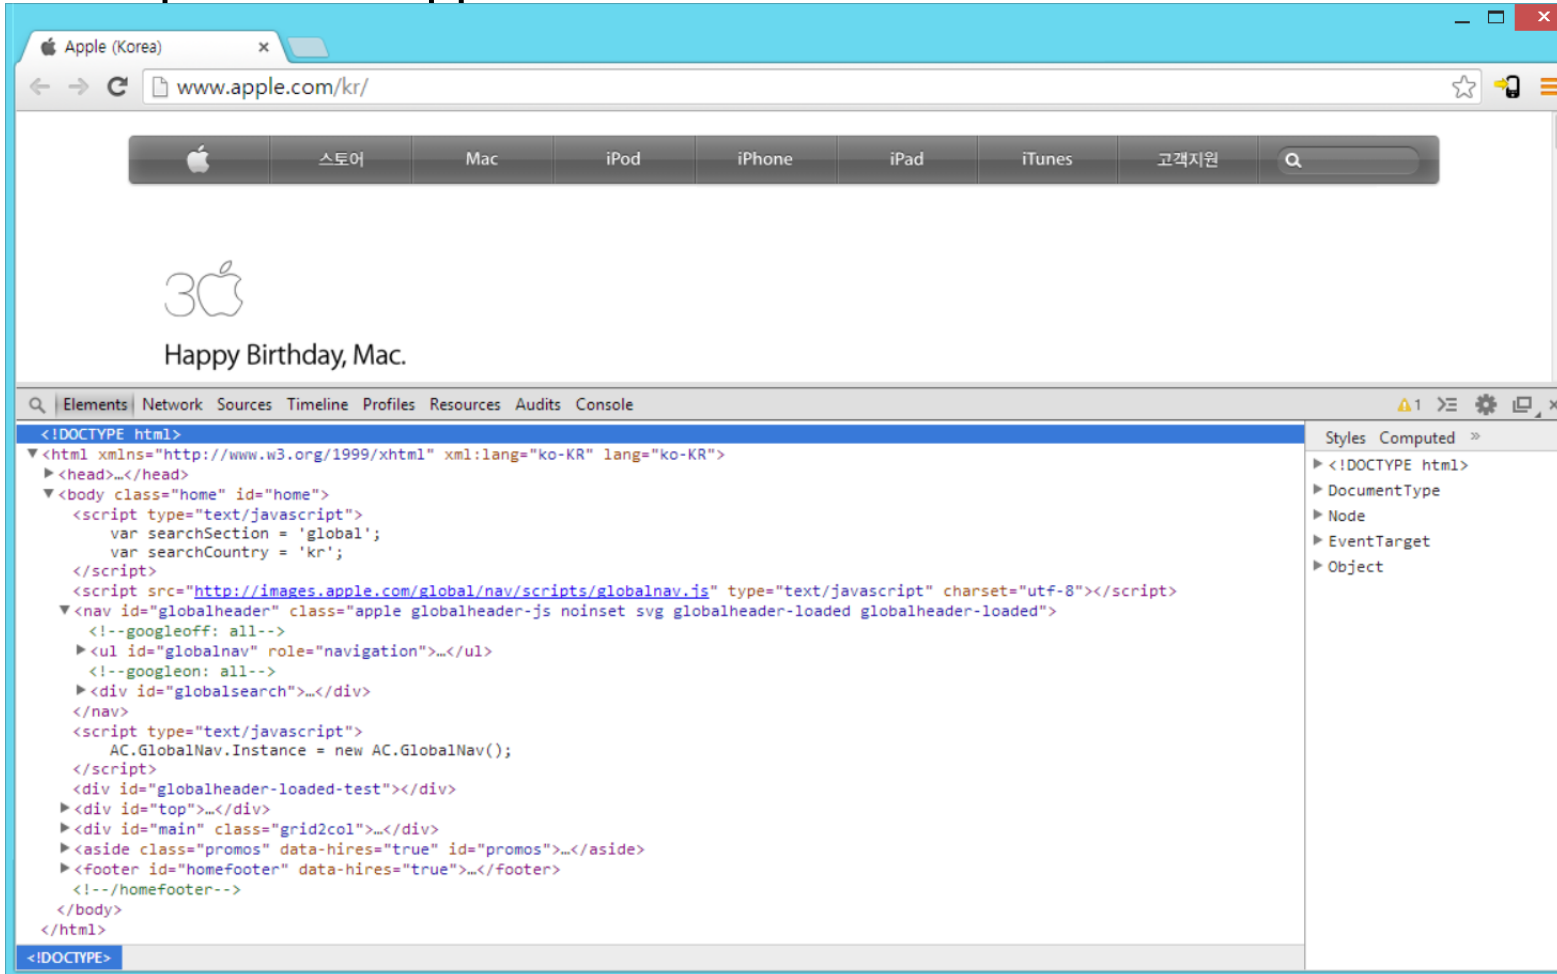 Apple (Korea)
www.apple.com/kr/
스토어 Mac iPod iPhone iPad iTunes 고객지원
30
Happy Birthday, Mac.
Elements Network Sources Timeline Profiles Resources Audits Console 1
<!DOCTYPE html>
<html xmlns="http://www.w3.org/1999/xhtml" xml:lang="ko-KR" lang="ko-KR">
<head>…</head>
<body class="home" id="home">
<script type="text/javascript">
var searchSection = 'global';
var searchCountry = 'kr';
</script>
<script src="http://images.apple.com/global/nav/scripts/globalnav.js" type="text/javascript" charset="utf-8"></script>
<nav id="globalheader" class="apple globalheader-js noinset svg globalheader-loaded globalheader-loaded">
<!--googleoff: all-->
<ul id="globalnav" role="navigation">…</ul>
<!--googleon: all-->
<div id="globalsearch">…</div>
</nav>
<script type="text/javascript">
AC.GlobalNav.Instance = new AC.GlobalNav();
</script>
<div id="globalheader-loaded-test"></div>
<div id="top">…</div>
<div id="main" class="grid2col">…</div>
<aside class="promos" data-hires="true" id="promos">…</aside>
<footer id="homefooter" data-hires="true">…</footer>
<!--/homefooter-->
</body>
</html>
<!DOCTYPE>
Styles Computed »
<!DOCTYPE html>
DocumentType
Node
EventTarget
Object